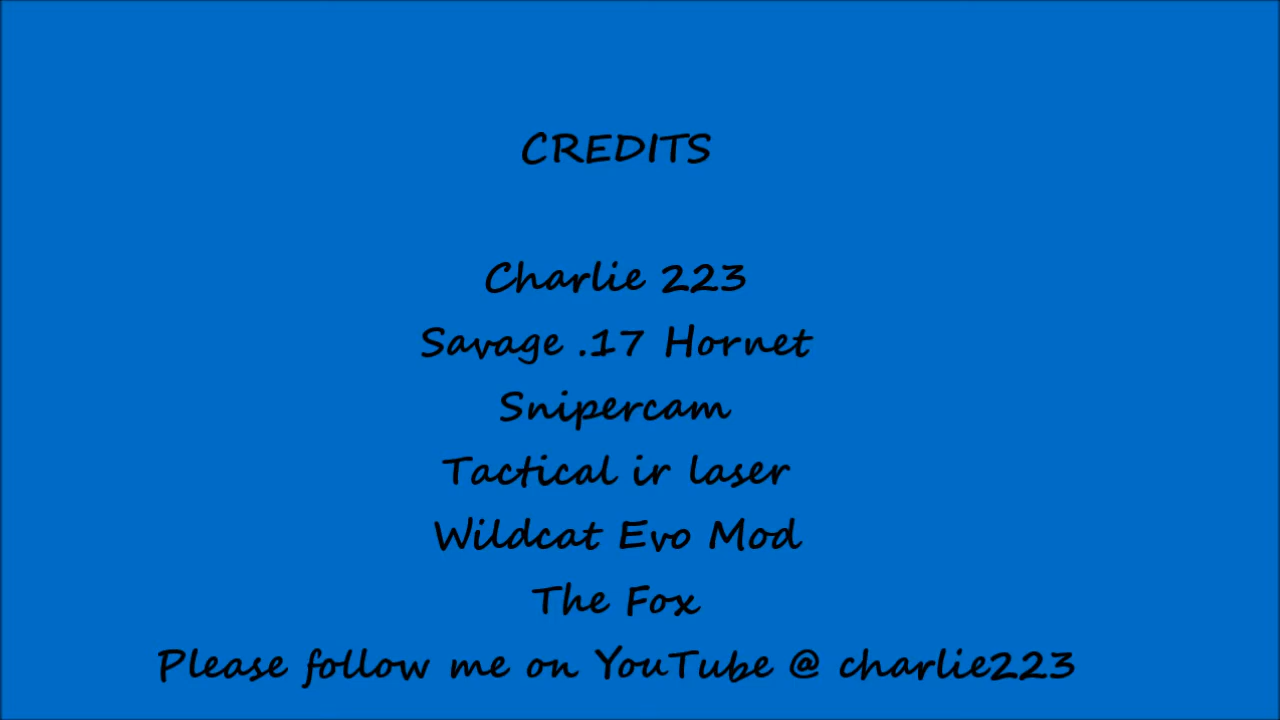 CREDITS
Charlie 223
Savage .17 Hornet
Snipercam
Tactical ir laser
Wildcat Evo Mod
The Fox
Please follow me on YouTube @ charlie223